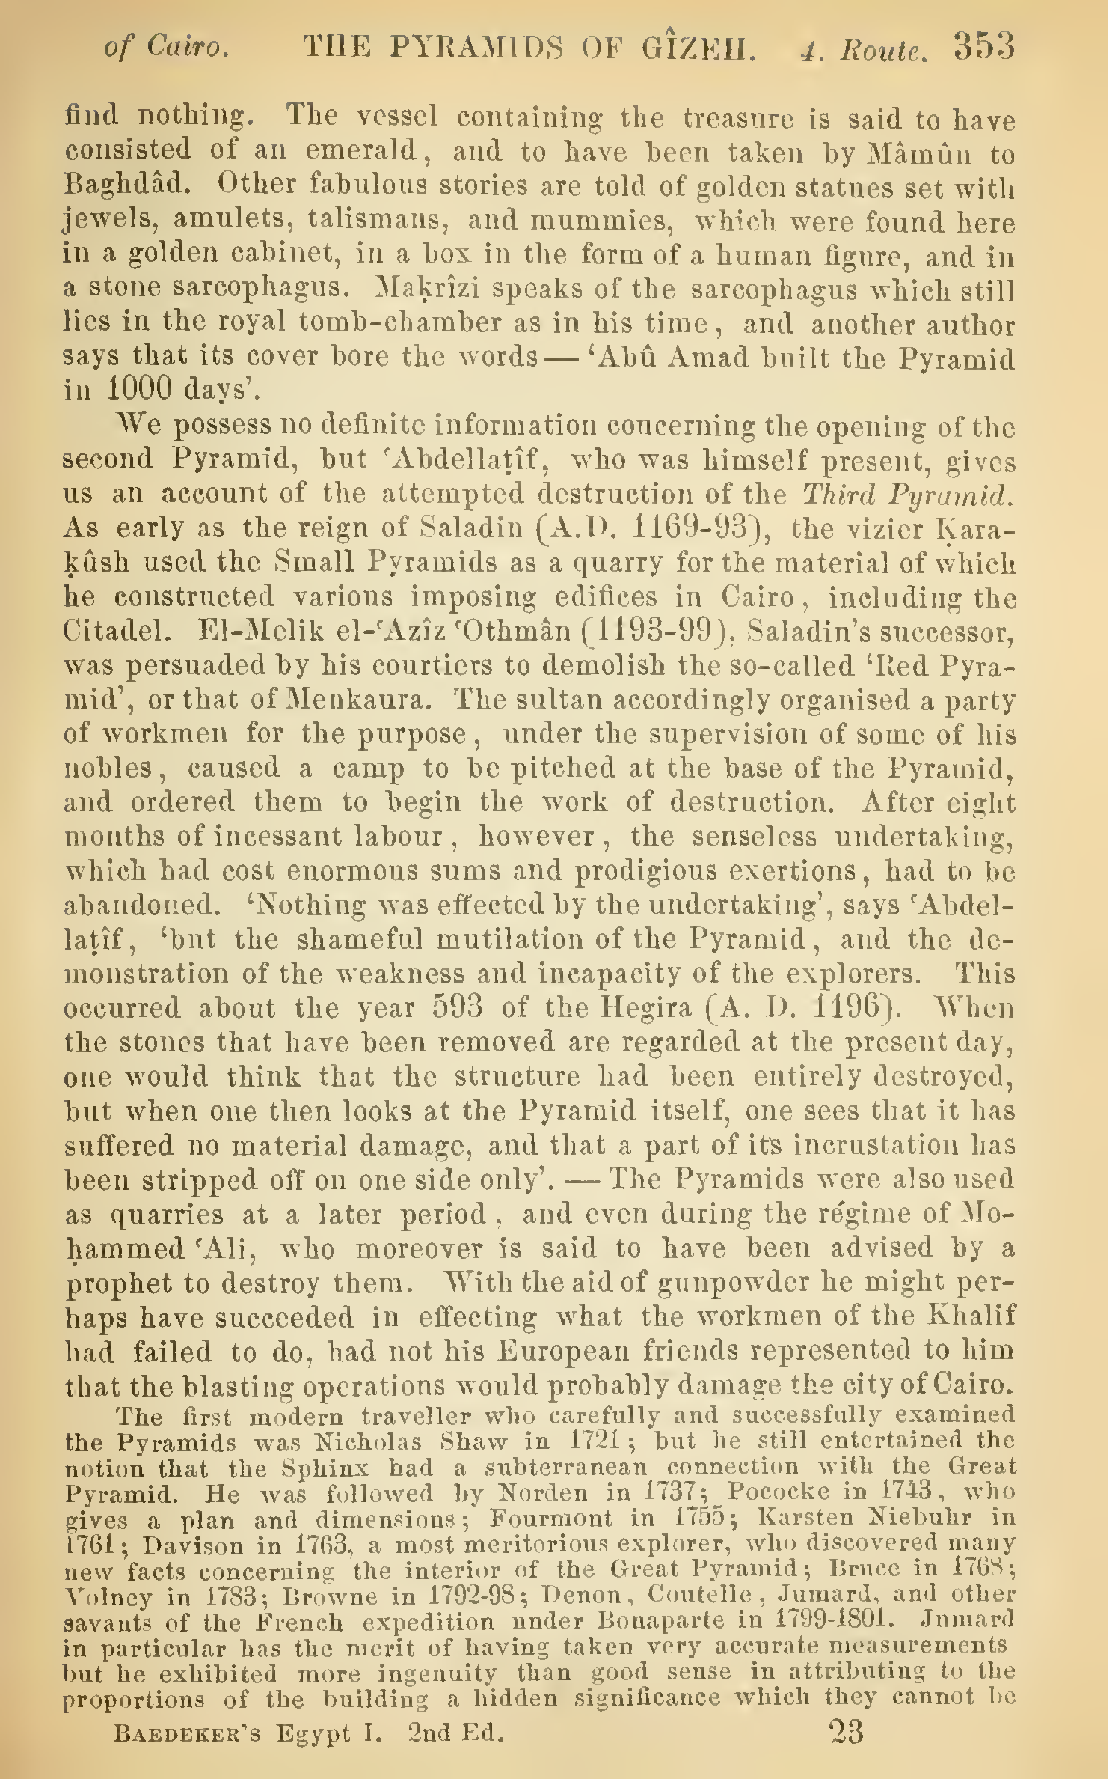 of Cairo. THE PYRAMIDS OF GÎZEH. 4. Route. 353
find nothing. The vessel containing the treasure is said to have
consisted of an emerald, and to have been taken by Mâmûn to
Baghdâd. Other fabulous stories are told of golden statues set with
jewels, amulets, talismans, and mummies, which were found here
in a golden cabinet, in a box in the form of a human figure, and in
a stone sarcophagus. Maḳrîzi speaks of the sarcophagus which still
lies in the royal tomb-chamber as in his time, and another author
says that its cover bore the words — ‘Abû Amad built the Pyramid
in 1000 days’.
We possess no definite information concerning the opening of the
second Pyramid, but ʿAbdellaṭîf, who was himself present, gives
us an account of the attempted destruction of the Third Pyramid.
As early as the reign of Saladin (A.D. 1169-93), the vizier Ḳara-
ḳûsh used the Small Pyramids as a quarry for the material of which
he constructed various imposing edifices in Cairo, including the
Citadel. El-Melik el-ʿAzîz ʿOthmân (1193-99), Saladin’s successor,
was persuaded by his courtiers to demolish the so-called ‘Red Pyra-
mid’, or that of Menkaura. The sultan accordingly organised a party
of workmen for the purpose, under the supervision of some of his
nobles, caused a camp to be pitched at the base of the Pyramid,
and ordered them to begin the work of destruction. After eight
months of incessant labour, however, the senseless undertaking,
which had cost enormous sums and prodigious exertions, had to be
abandoned. ‘Nothing was effected by the undertaking’, says ʿAbdel-
laṭîf, ‘but the shameful mutilation of the Pyramid, and the de-
monstration of the weakness and incapacity of the explorers. This
occurred about the year 593 of the Hegira (A. D. 1196). When
the stones that have been removed are regarded at the present day,
one would think that the structure had been entirely destroyed,
but when one then looks at the Pyramid itself, one sees that it has
suffered no material damage, and that a part of its incrustation has
been stripped off on one side only’. — The Pyramids were also used
as quarries at a later period, and even during the régime of Mo-
ḥammed ʿAli, who moreover is said to have been advised by a
prophet to destroy them. With the aid of gunpowder he might per-
haps have succeeded in effecting what the workmen of the Khalif
had failed to do, had not his European friends represented to him
that the blasting operations would probably damage the city of Cairo.
The first modern traveller who carefully and successfully examined
the Pyramids was Nicholas Shaw in 1721; but he still entertained the
notion that the Sphinx had a subterranean connection with the Great
Pyramid. He was followed by Norden in 1737; Pococke in 1743, who
gives a plan and dimensions; Fourmont in 1755; Karsten Niebuhr in
1761; Davison in 1763, a most meritorious explorer, who discovered many
new facts concerning the interior of the Great Pyramid; Bruce in 1768;
Volney in 1783; Browne in 1792-98; Denon, Coutelle, Jumard, and other
savants of the French expedition under Bonaparte in 1799-1801. Jumard
in particular has the merit of having taken very accurate measurements
but he exhibited more ingenuity than good sense in attributing to the
proportions of the building a hidden significance which they cannot be
BAEDEKER’S Egypt I. 2nd Ed. 23